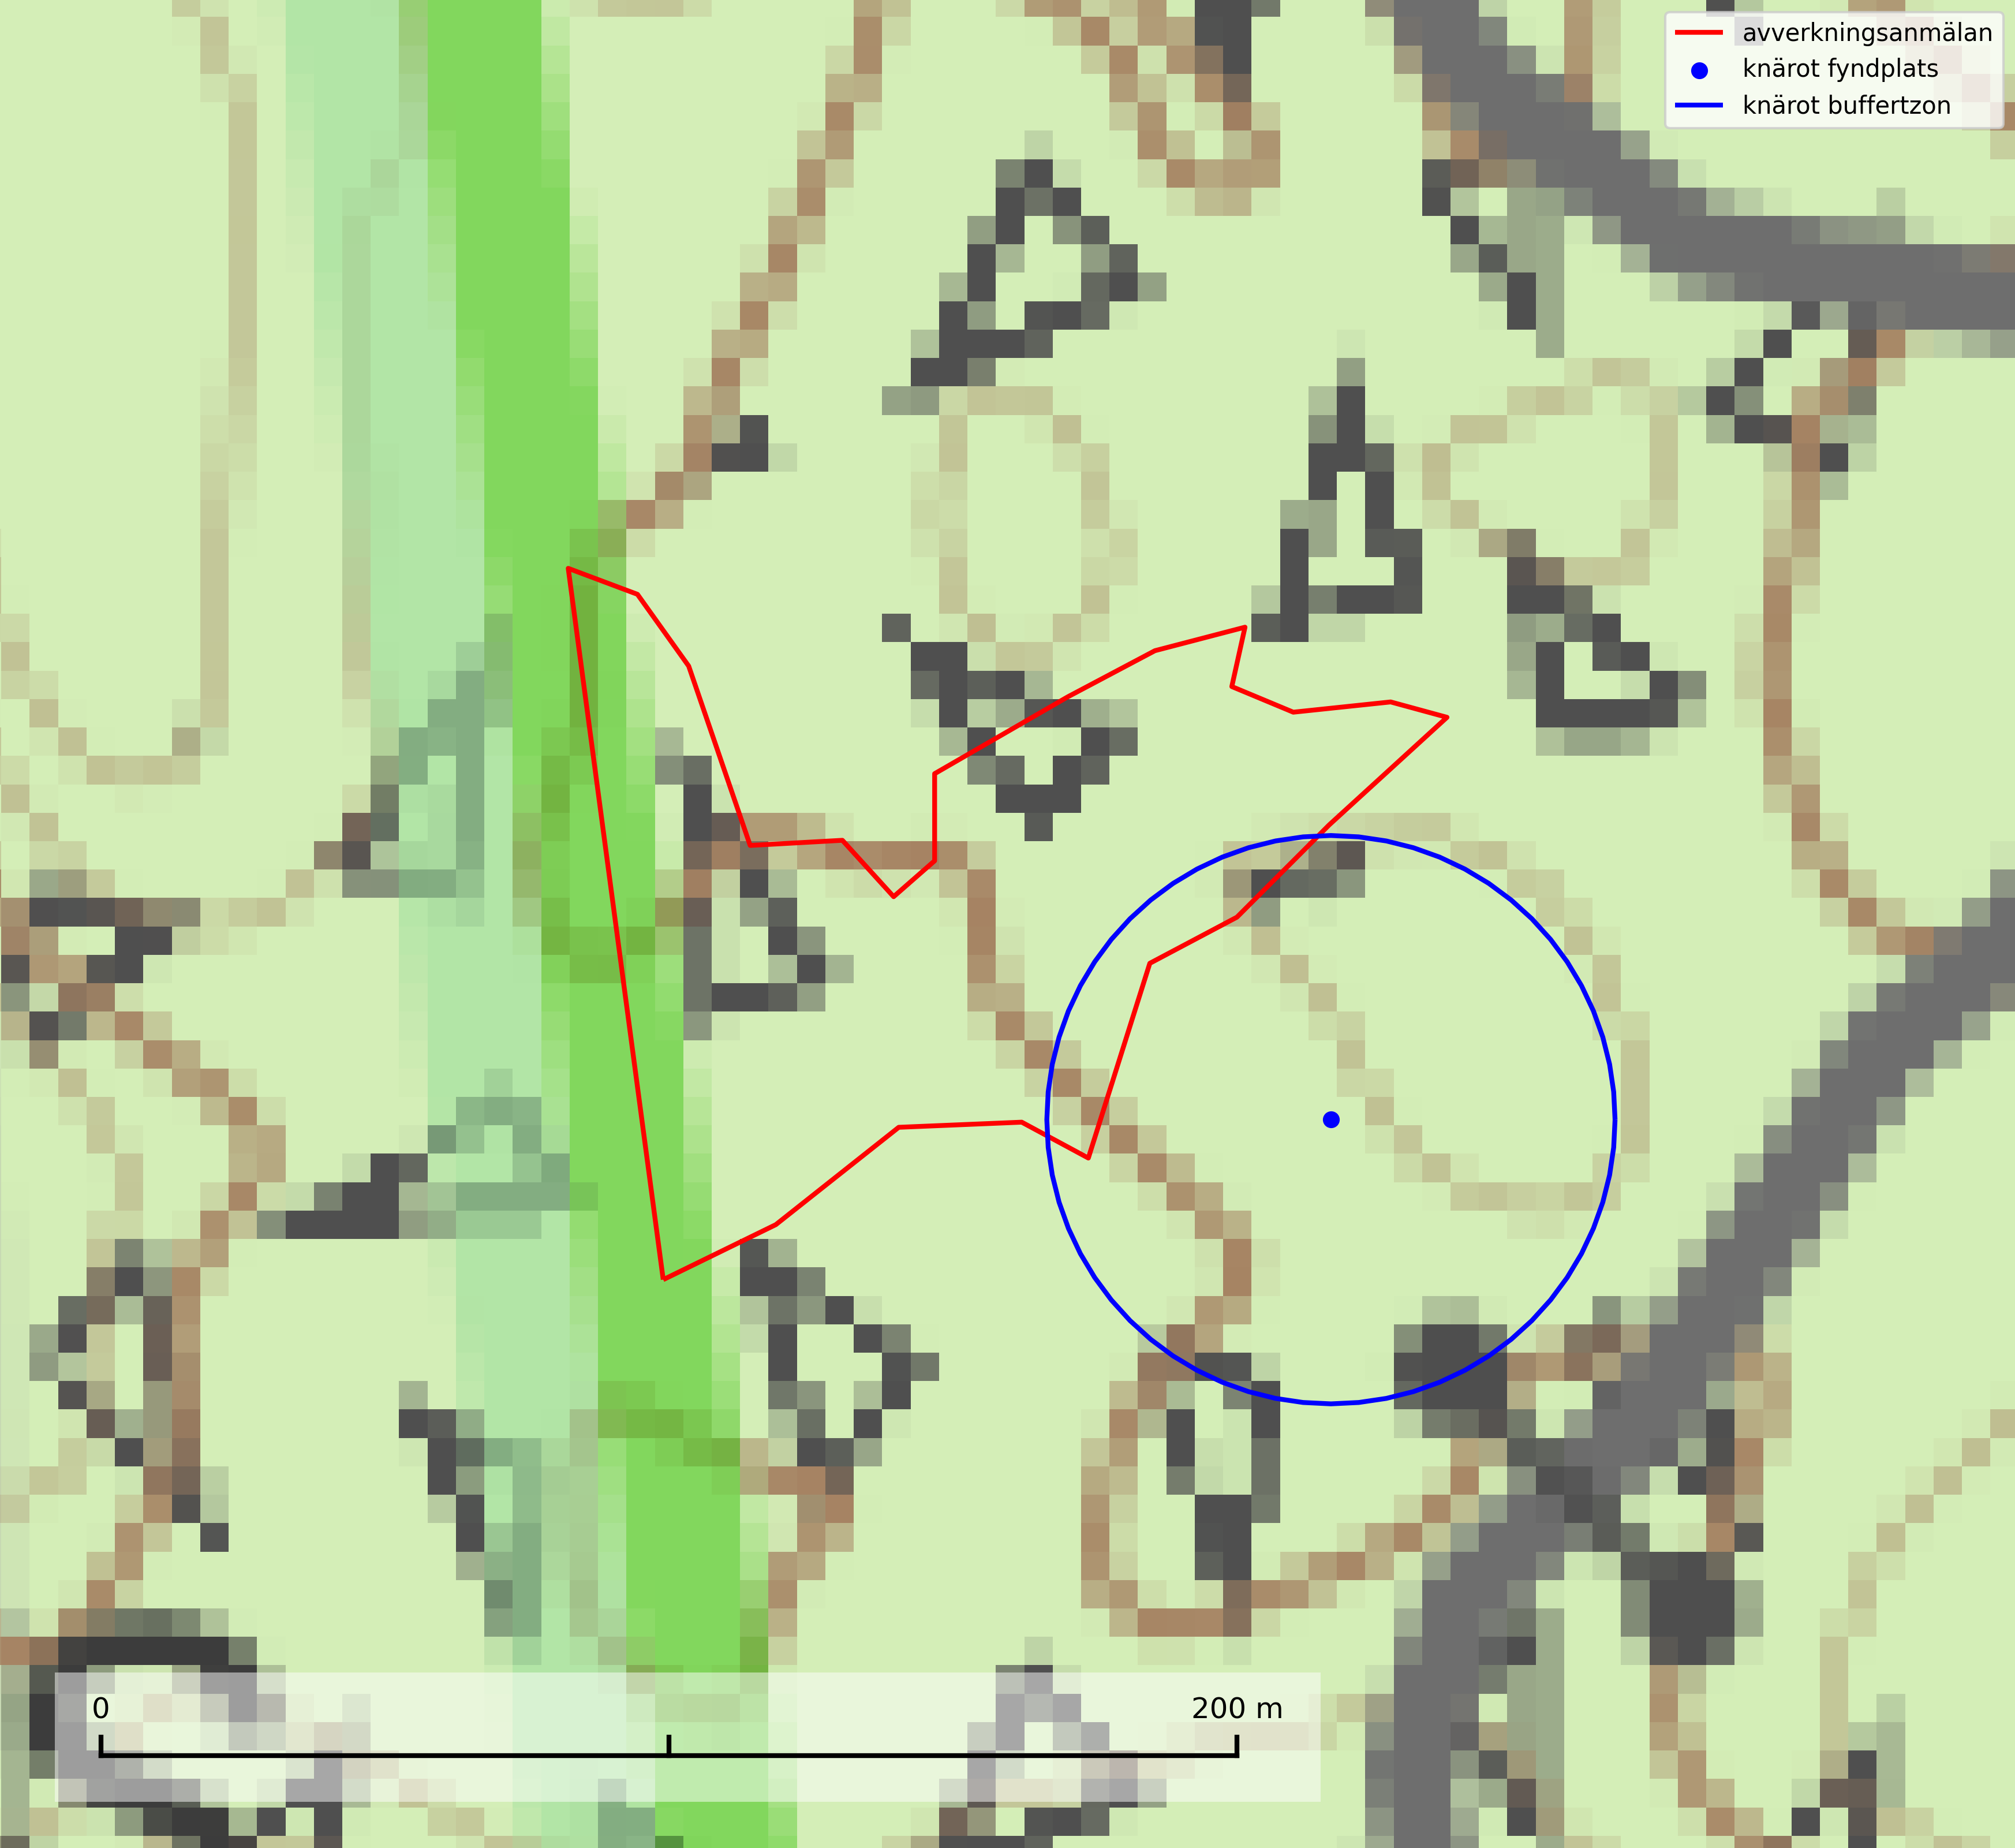 avverkningsanmälan
knärot fyndplats
knärot buffertzon
0
200 m